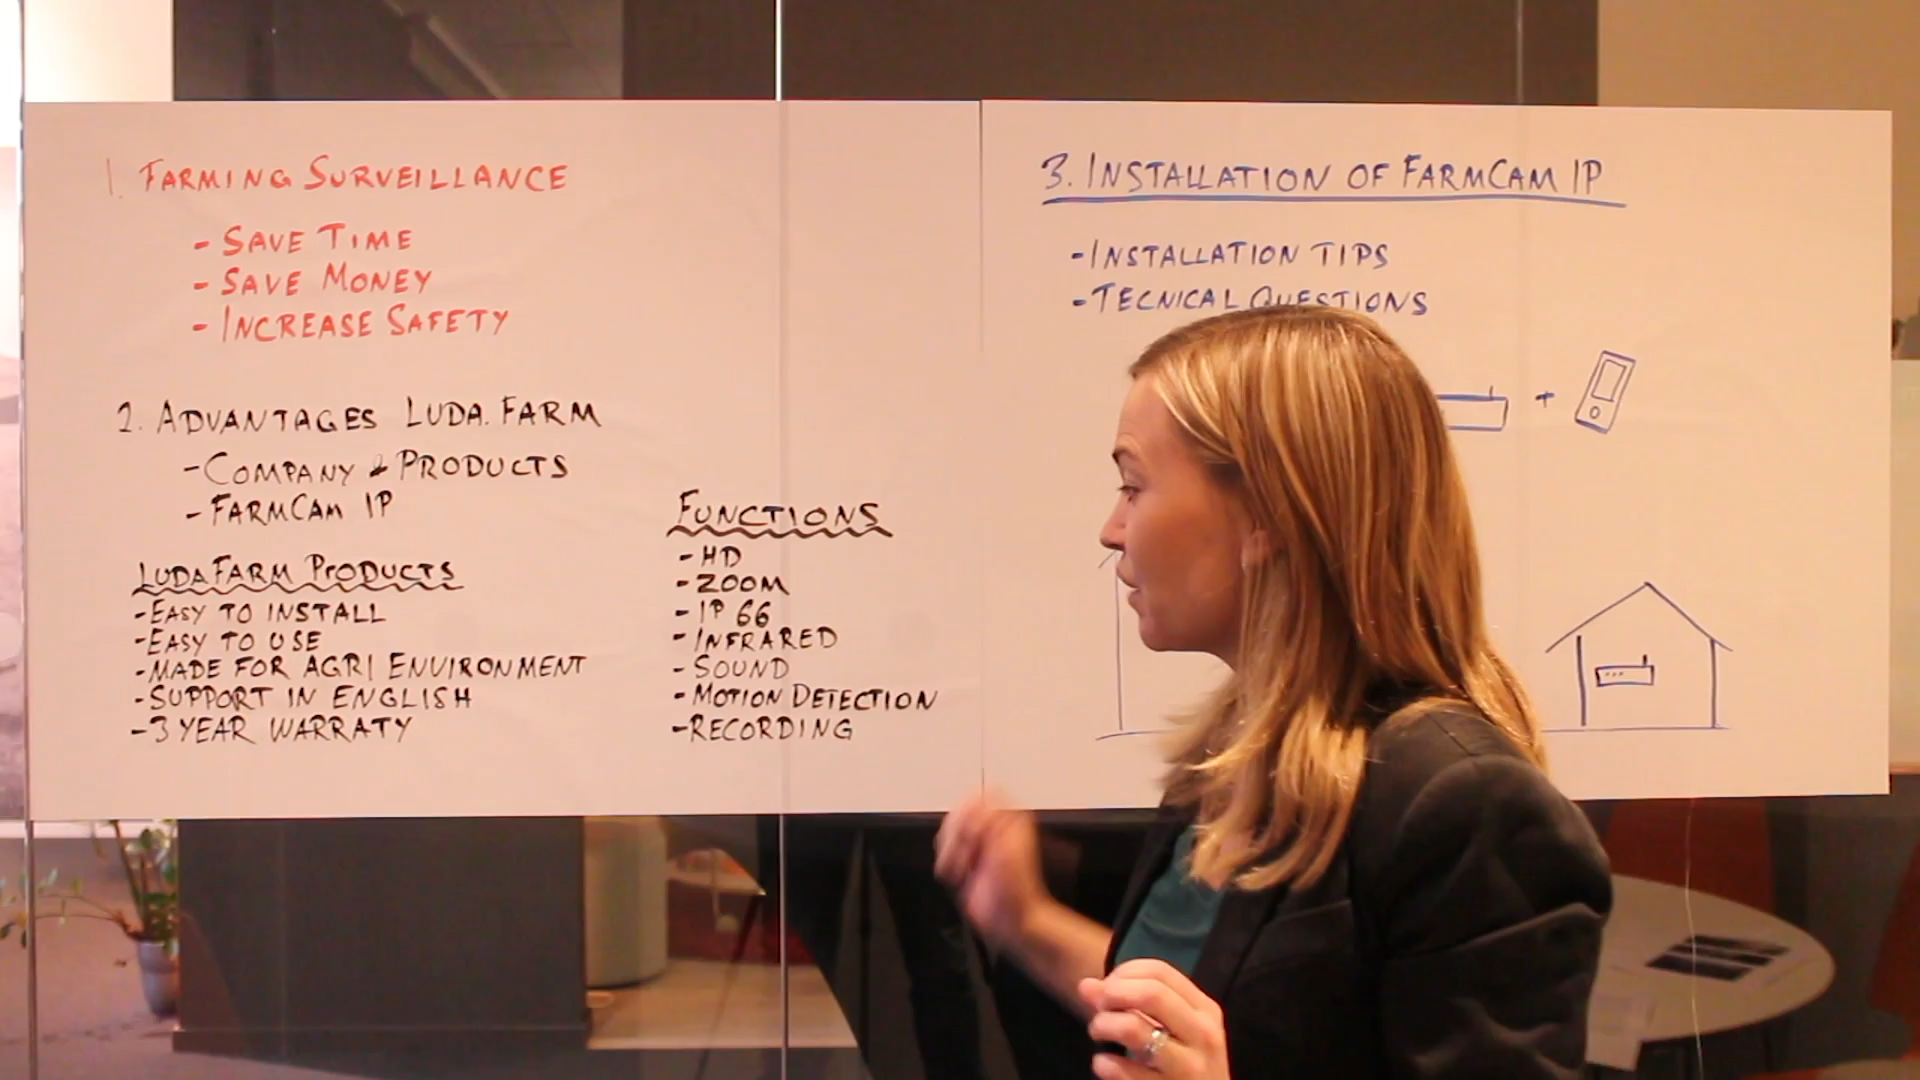 1. FARMING SURVEILLANCE
- SAVE TIME
- SAVE MONEY
- INCREASE SAFETY
2. ADVANTAGES LUDA.FARM
- COMPANY & PRODUCTS
- FARMCAM IP
LUDAFARM PRODUCTS
- EASY TO INSTALL
- EASY TO USE
- MADE FOR AGRI ENVIRONMENT
- SUPPORT IN ENGLISH
- 3 YEAR WARRATY
FUNCTIONS
- HD
- ZOOM
- IP 66
- INFRARED
- SOUND
- MOTION DETECTION
- RECORDING
3. INSTALLATION OF FARMCAM IP
- INSTALLATION TIPS
- TECNICAL QUESTIONS
+